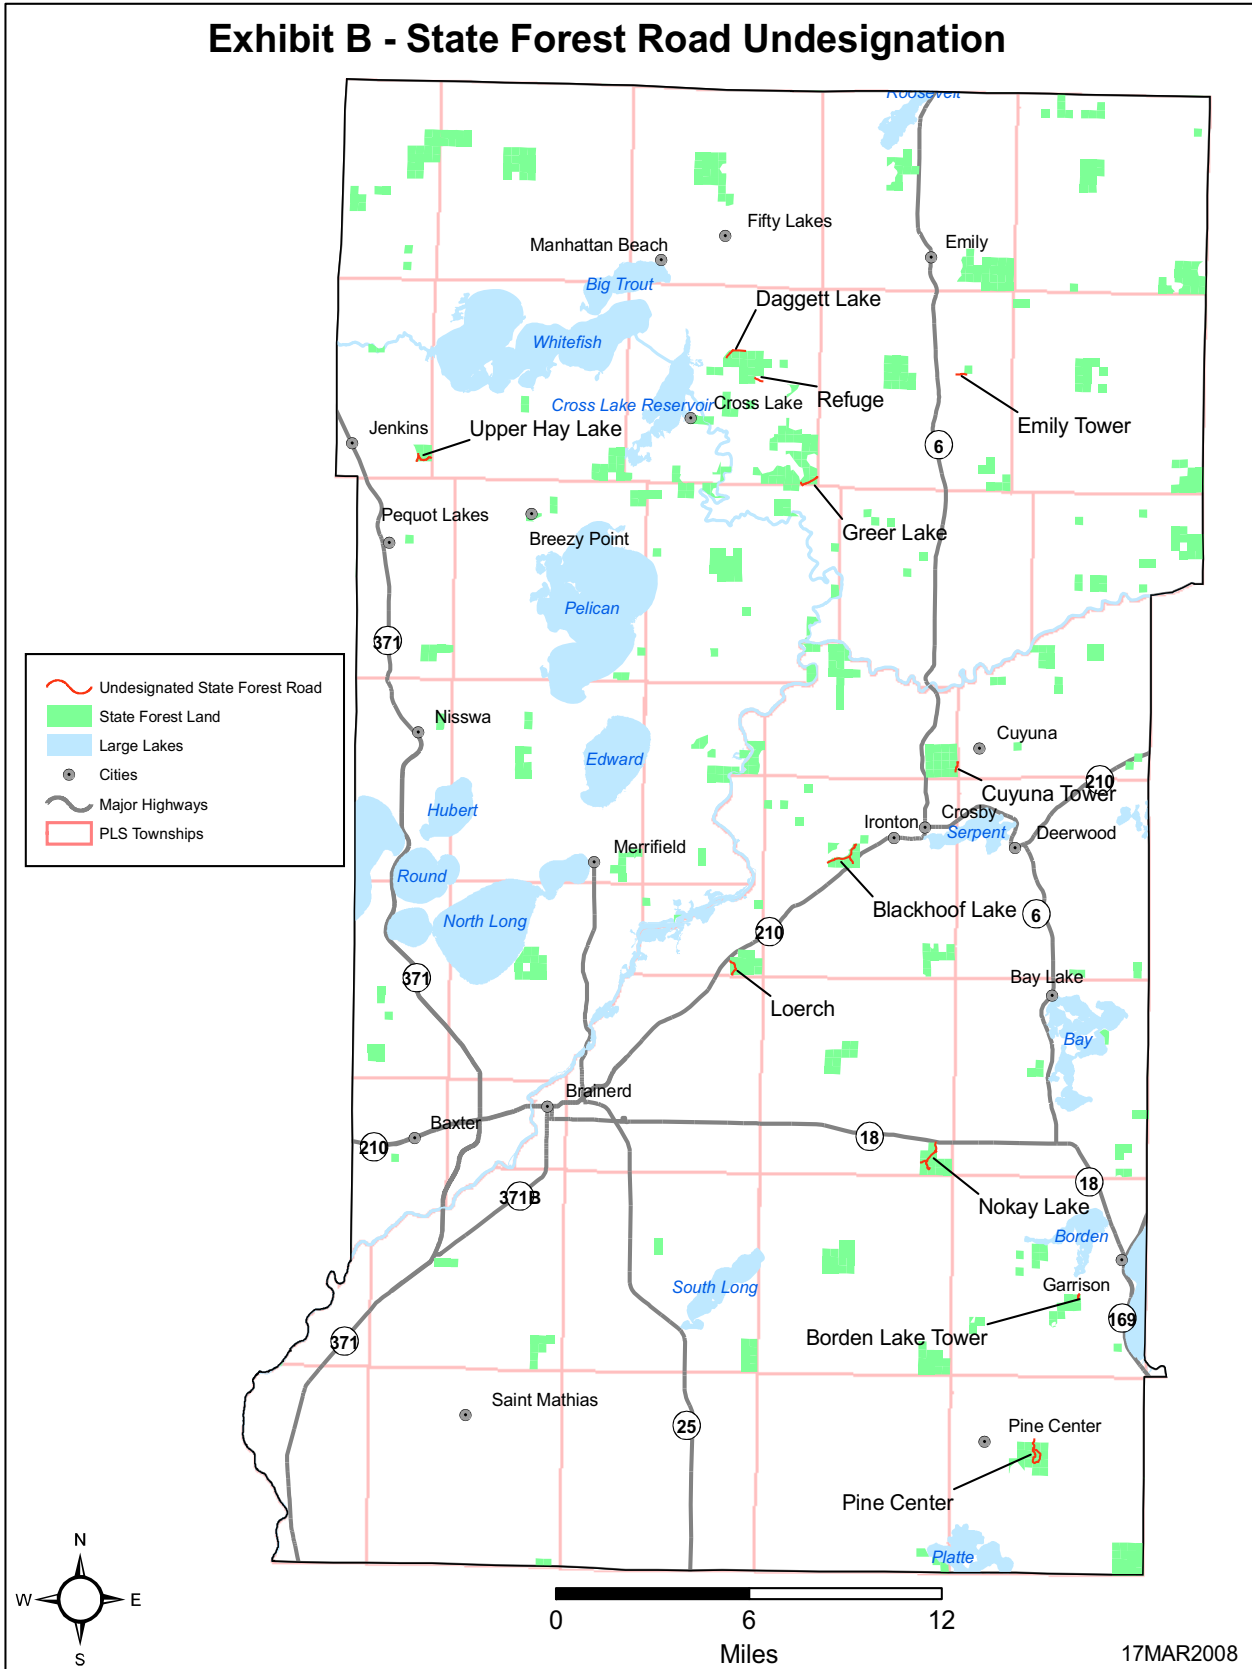 Exhibit B - State Forest Road Undesignation
Roosevelt
Fifty Lakes
Manhattan Beach
Emily
Big Trout
Daggett Lake
Whitefish
Cross Lake Reservoir
Cross Lake
Refuge
Emily Tower
Jenkins
Upper Hay Lake
6
Pequot Lakes
Breezy Point
Greer Lake
Pelican
371
Undesignated State Forest Road
State Forest Land
Large Lakes
Cities
Major Highways
PLS Townships
Nisswa
Edward
Cuyuna
210
Cuyuna Tower
Hubert
Ironton
Crosby
Serpent
Deerwood
Merrifield
Round
North Long
Blackhoof Lake
6
210
371
Bay Lake
Loerch
Bay
Brainerd
Baxter
210
18
371B
18
Nokay Lake
Borden
South Long
Garrison
169
Borden Lake Tower
371
Saint Mathias
25
Pine Center
Pine Center
Platte
N
W
E
S
0
6
12
Miles
17MAR2008